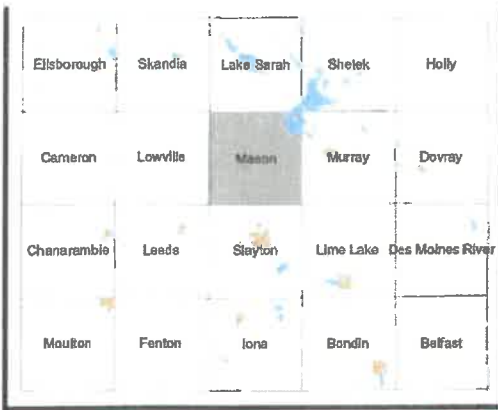 Ellsborough Skandia Lake Sarah Shetek Holly
Cameron Lowville Mason Murray Dovray
Chanarambie Leeds Slayton Lime Lake Des Moines River
Moulton Fenton Iona Bondin Belfast